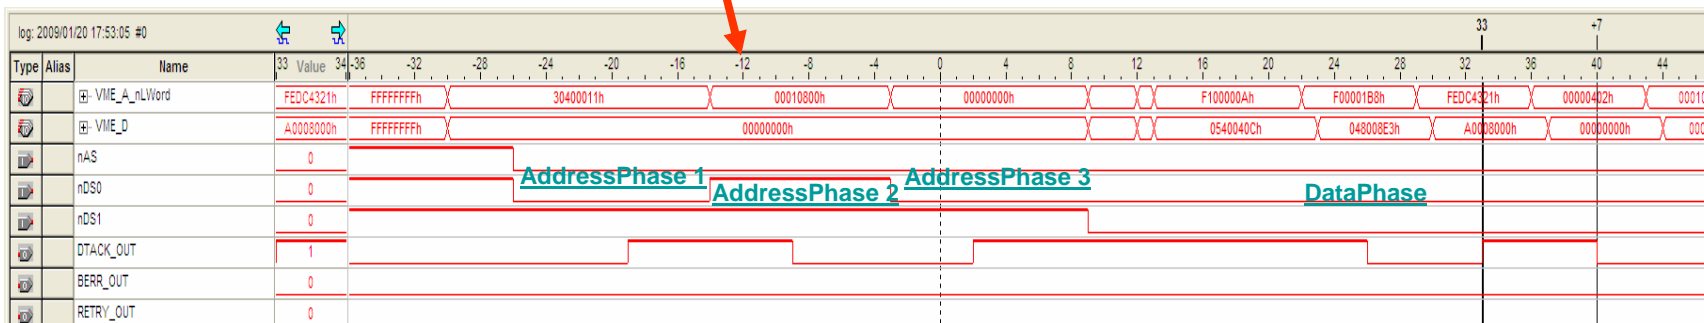 log: 2009/01/20 17:53:05 #0
33 +7
Type Alias Name 33 Value 34 -36 -32 -28 -24 -20 -16 -12 -8 -4 0 4 8 12 16 20 24 28 32 36 40 44
VME_A_nLWord FEDC4321h FFFFFFFFh 30400011h 00010800h 00000000h F100000Ah F00001B8h FEDC4321h 00000402h 00010
VME_D A0008000h FFFFFFFFh 00000000h 0540040Ch 048008E3h A0008000h 00000000h 000
nAS 0
AddressPhase 1 AddressPhase 2 AddressPhase 3 DataPhase
nDS0 0
nDS1 0
DTACK_OUT 1
BERR_OUT 0
RETRY_OUT 0